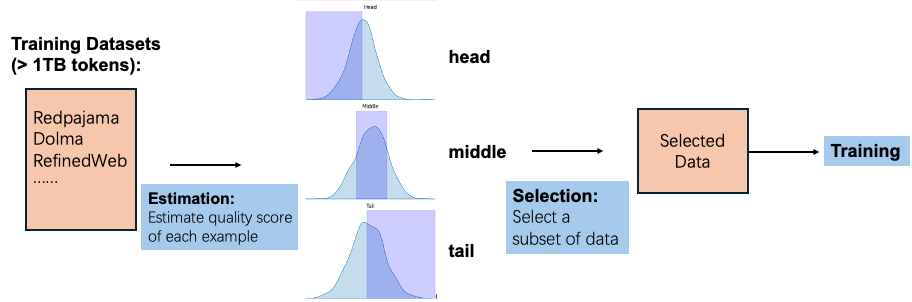 Training Datasets
(> 1TB tokens):
Redpajama
Dolma
RefinedWeb
......
Estimation:
Estimate quality score
of each example
Head
head
Middle
middle
Tail
tail
Selection:
Select a
subset of data
Selected
Data
Training